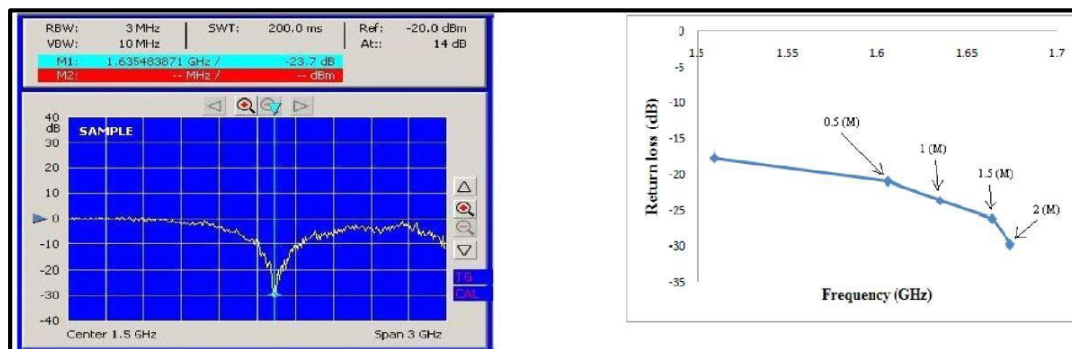 RBW: 3 MHz SWT: 200.0 ms Ref: -20.0 dBm
VBW: 10 MHz At:: 14 dB
M1: 1.635483871 GHz / -23.7 dB
M2: -- MHz / -- dBm
40
dB
SAMPLE
30
20
10
0
-10
-20
-30
-40
TG
CAL
Center 1.5 GHz Span 3 GHz
0
1.5 1.55 1.6 1.65 1.7
-5
-10
-15
-20
-25
-30
-35
Return loss (dB)
0.5 (M)
1 (M)
1.5 (M)
2 (M)
Frequency (GHz)